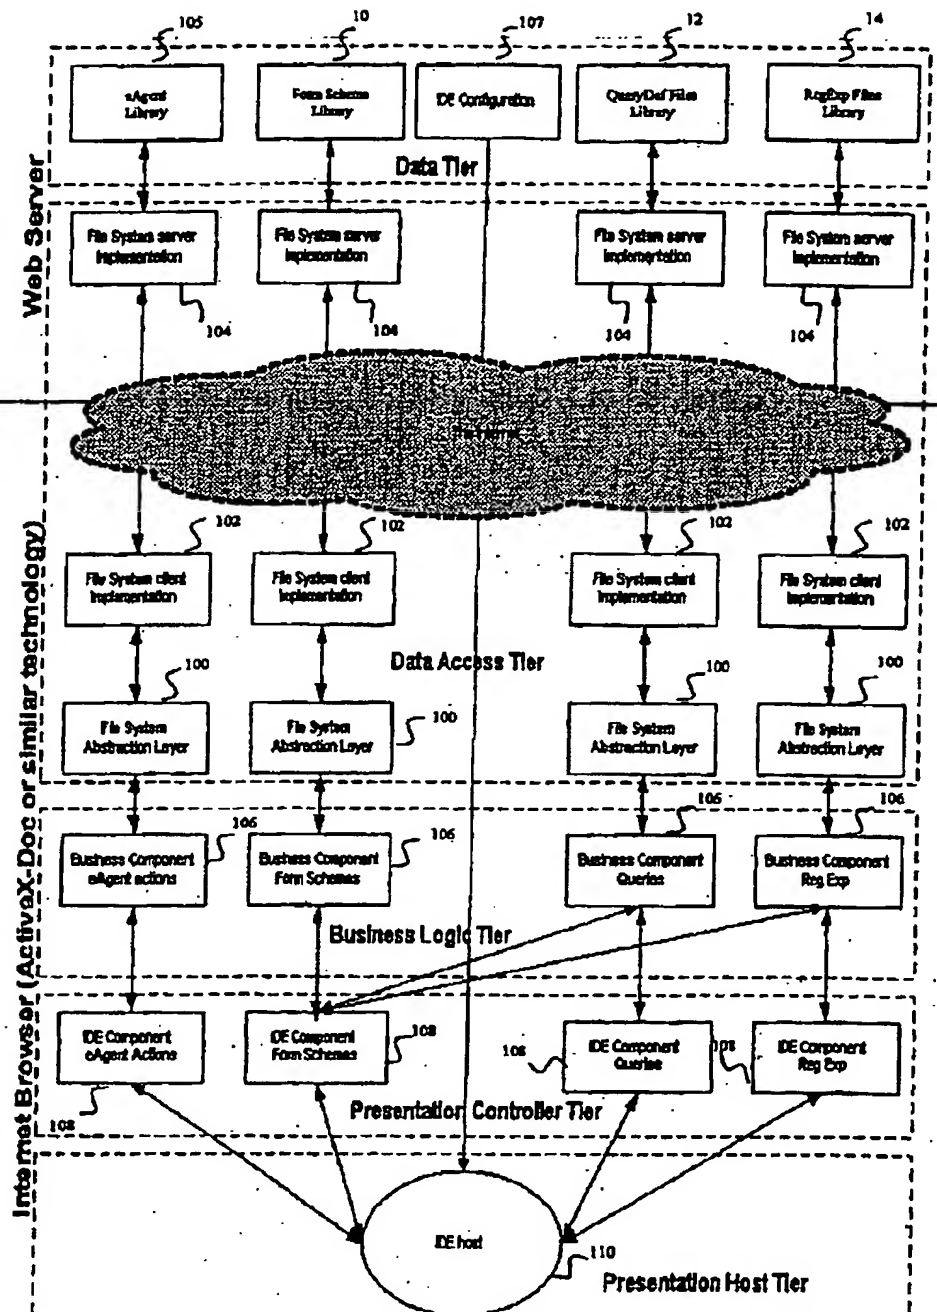 105
10
107
12
14
eAgent
Library
Form Scheme
Library
IDE Configuration
QueryDef Files
Library
RegExp Files
Library
Data Tier
Web Server
File System server
Implementation
File System server
Implementation
File System server
Implementation
File System server
Implementation
104
104
104
104
102
102
102
102
File System client
Implementation
File System client
Implementation
File System client
Implementation
File System client
Implementation
Data Access Tier
100
100
100
100
File System
Abstraction Layer
File System
Abstraction Layer
File System
Abstraction Layer
File System
Abstraction Layer
Internet Browser (ActiveX-Doc or similar technology)
106
106
106
106
Business Component
eAgent actions
Business Component
Form Schemes
Business Component
Queries
Business Component
Reg Exp
Business Logic Tier
IDE Component
eAgent Actions
IDE Component
Form Schemes
IDE Component
Queries
IDE Component
Reg Exp
108
108
108
108
Presentation Controller Tier
IDE host
110
Presentation Host Tier